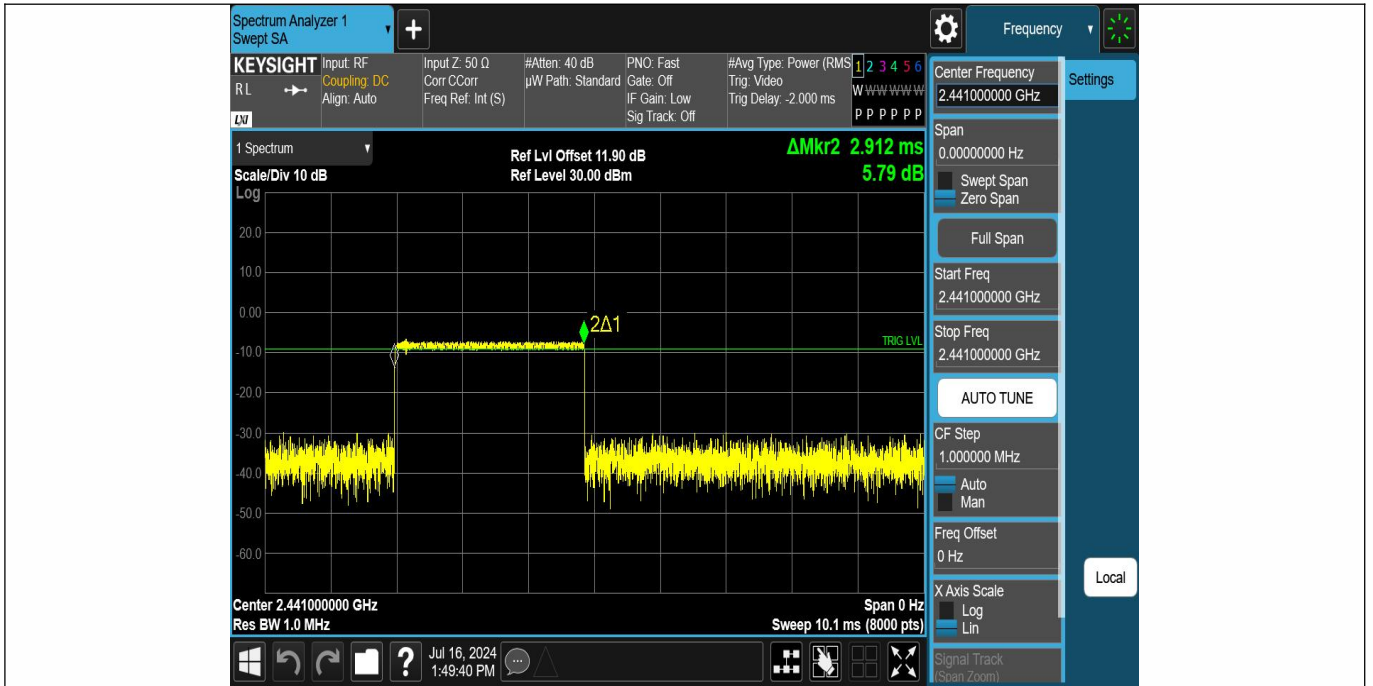 Spectrum Analyzer 1
Swept SA
+
Frequency
KEYSIGHT
R L
LXI
Input: RF
Coupling: DC
Align: Auto
Input Z: 50 Ω
Corr CCorr
Freq Ref: Int (S)
#Atten: 40 dB
µW Path: Standard
PNO: Fast
Gate: Off
IF Gain: Low
Sig Track: Off
#Avg Type: Power (RMS
Trig: Video
Trig Delay: -2.000 ms
1 2 3 4 5 6
W W W W W W
P P P P P P
1 Spectrum
Scale/Div 10 dB
Ref Lvl Offset 11.90 dB
Ref Level 30.00 dBm
ΔMkr2 2.912 ms
5.79 dB
Log
20.0
10.0
0.00
-10.0
-20.0
-30.0
-40.0
-50.0
-60.0
2Δ1
TRIG LVL
Center 2.441000000 GHz
Res BW 1.0 MHz
Span 0 Hz
Sweep 10.1 ms (8000 pts)
Center Frequency
2.441000000 GHz
Settings
Span
0.00000000 Hz
Swept Span
Zero Span
Full Span
Start Freq
2.441000000 GHz
Stop Freq
2.441000000 GHz
AUTO TUNE
CF Step
1.000000 MHz
Auto
Man
Freq Offset
0 Hz
X Axis Scale
Log
Lin
Signal Track
(Span Zoom)
Local
?
Jul 16, 2024
1:49:40 PM